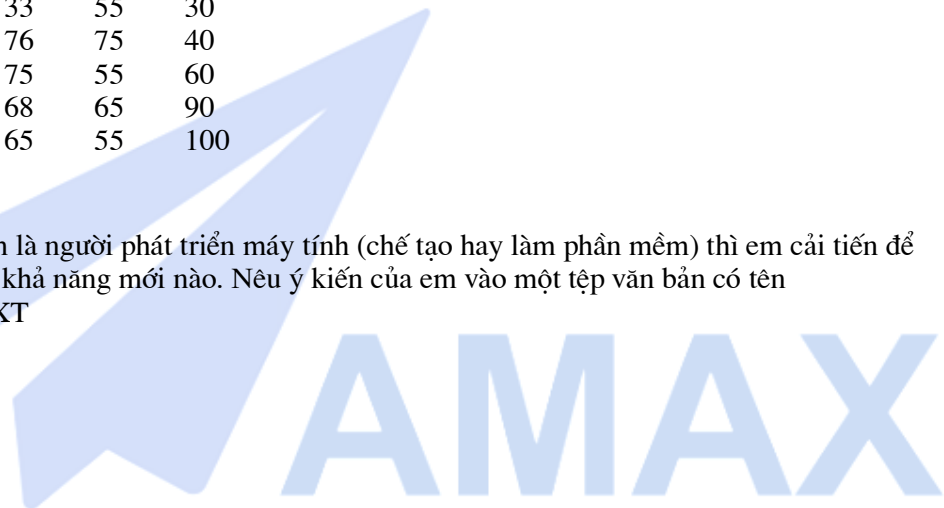 33 55 30
76 75 40
75 55 60
68 65 90
65 55 100
là người phát triển máy tính (chế tạo hay làm phần mềm) thì em cải tiến để
khả năng mới nào. Nêu ý kiến của em vào một tệp văn bản có tên
XT
AMAX